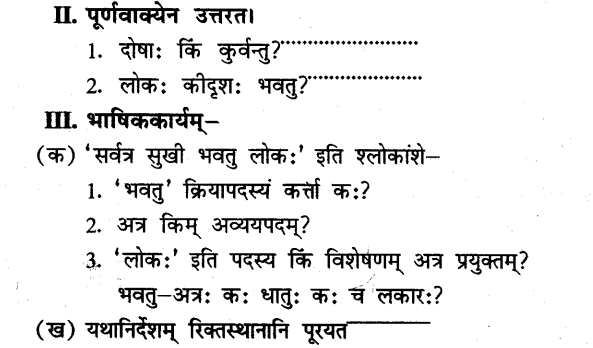 II. पूर्णवाक्येन उत्तरत।
1. दोषाः किं कुर्वन्तु?
2. लोकः कीदृशः भवतु?
III. भाषिककार्यम्–
(क) 'सर्वत्र सुखी भवतु लोकः' इति श्लोकांशे–
1. 'भवतु' क्रियापदस्यं कर्त्ता कः?
2. अत्र किम् अव्ययपदम्?
3. 'लोकः' इति पदस्य किं विशेषणम् अत्र प्रयुक्तम्?
भवतु–अत्रः कः धातुः कः च लकारः?
(ख) यथानिर्देशम् रिक्तस्थानानि पूरयत